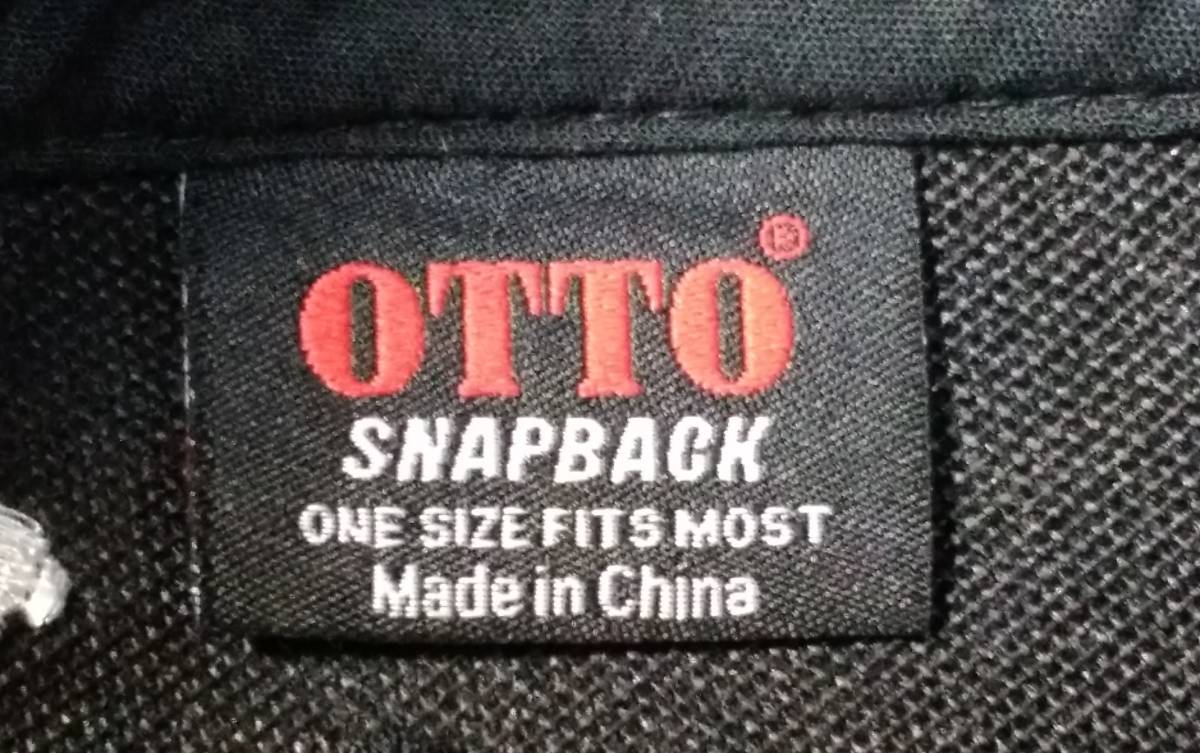 OTTO®
SNAPBACK
ONE SIZE FITS MOST
Made in China